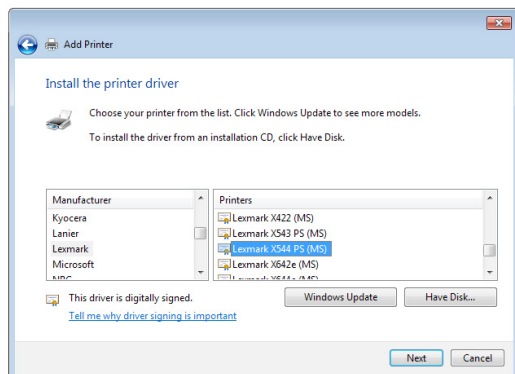 Add Printer
Install the printer driver
Choose your printer from the list. Click Windows Update to see more models.
To install the driver from an installation CD, click Have Disk.
Manufacturer
Kyocera
Lanier
Lexmark
Microsoft
Printers
Lexmark X422 (MS)
Lexmark X543 PS (MS)
Lexmark X544 PS (MS)
Lexmark X642e (MS)
This driver is digitally signed.
Tell me why driver signing is important
Windows Update
Have Disk...
Next
Cancel